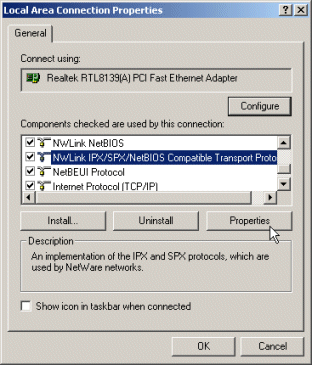 Local Area Connection Properties
General
Connect using:
Realtek RTL8139(A) PCI Fast Ethernet Adapter
Configure
Components checked are used by this connection:
NWLink NetBIOS
NWLink IPX/SPX/NetBIOS Compatible Transport Proto
NetBEUI Protocol
Internet Protocol (TCP/IP)
Install... Uninstall Properties
Description
An implementation of the IPX and SPX protocols, which are
used by NetWare networks.
Show icon in taskbar when connected
OK Cancel